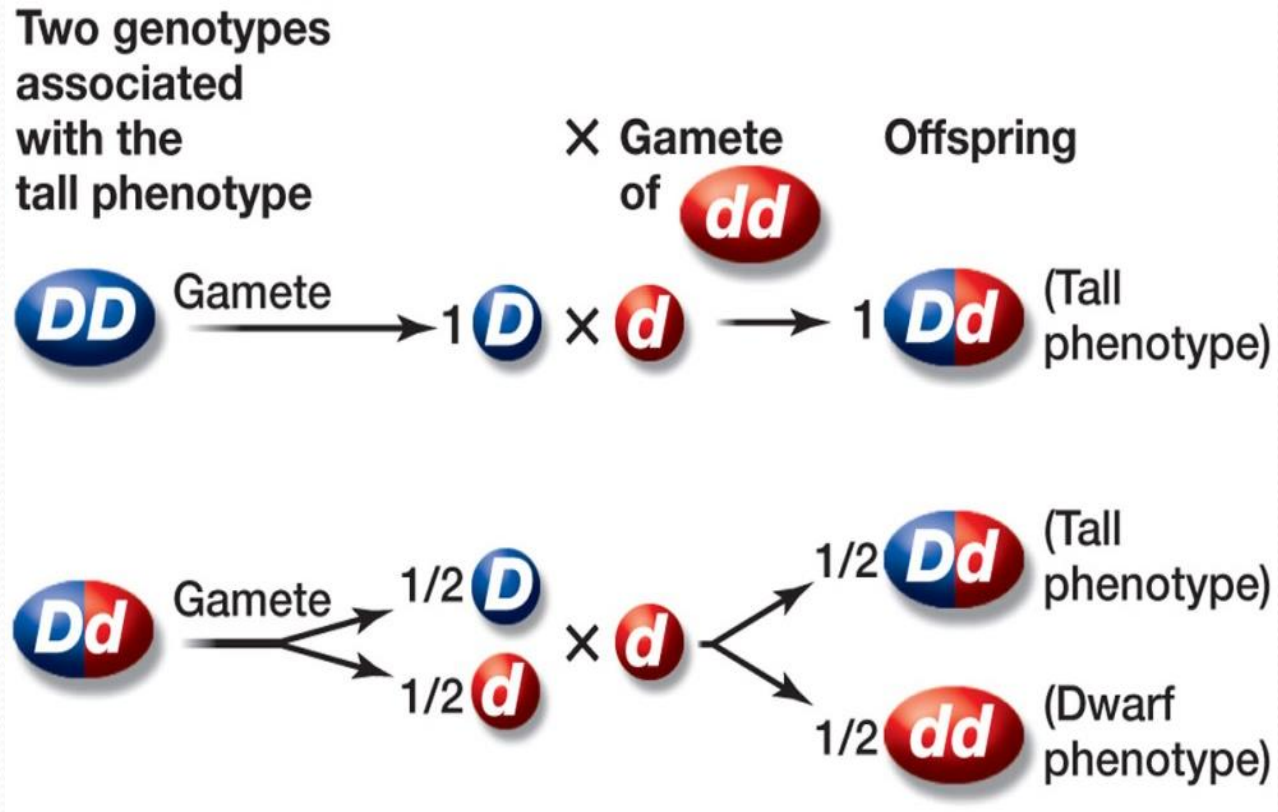 Two genotypes
associated
with the
tall phenotype
X Gamete
of dd
Offspring
DD Gamete 1 D X d 1 Dd (Tall
phenotype)
Dd Gamete 1/2 D
1/2 d
X d
1/2 Dd (Tall
phenotype)
1/2 dd (Dwarf
phenotype)